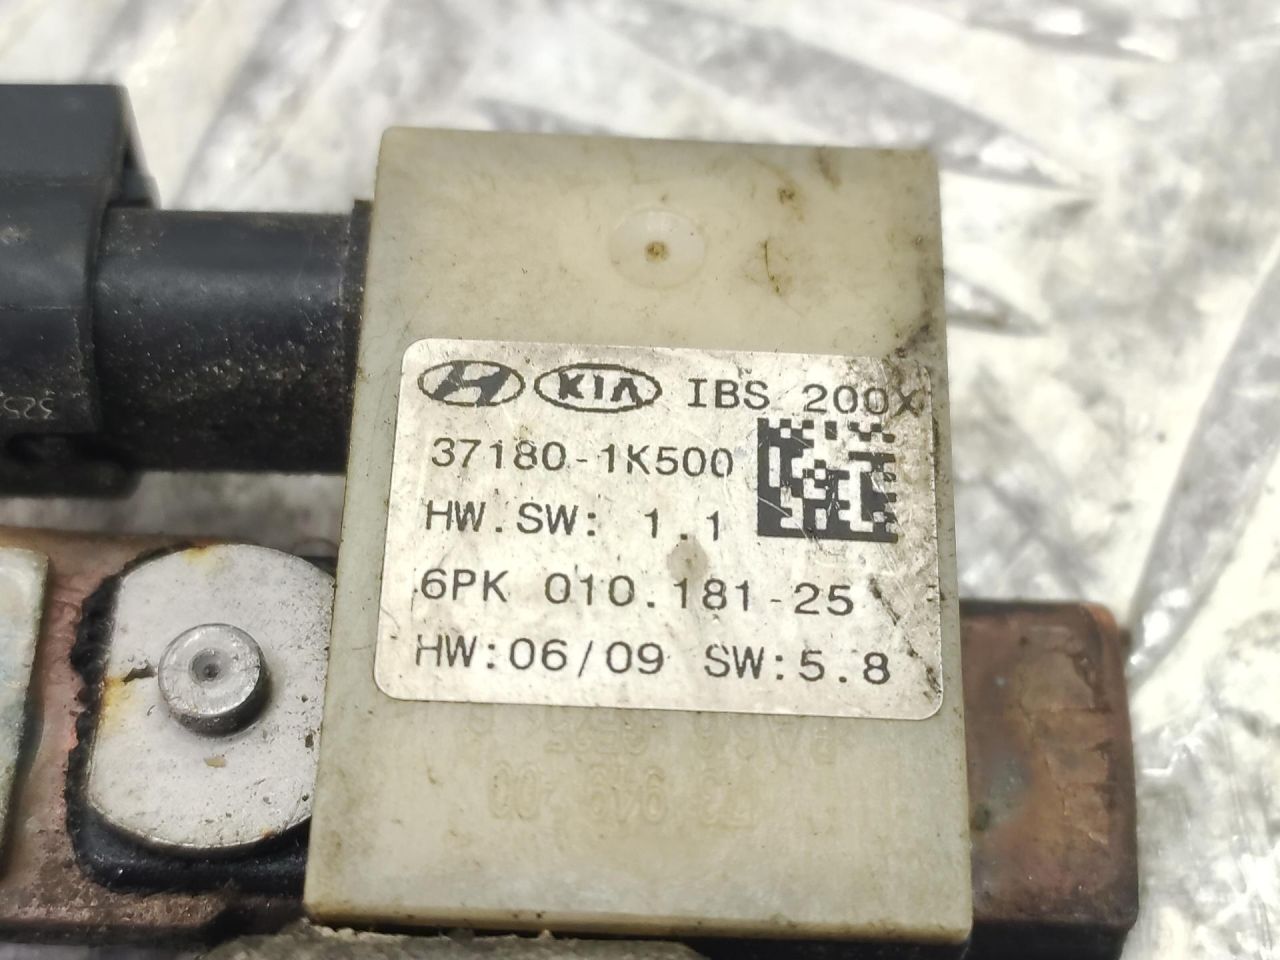 KIA IBS 200X
37180-1K500
HW.SW: 1.1
6PK 010.181-25
HW:06/09 SW:5.8